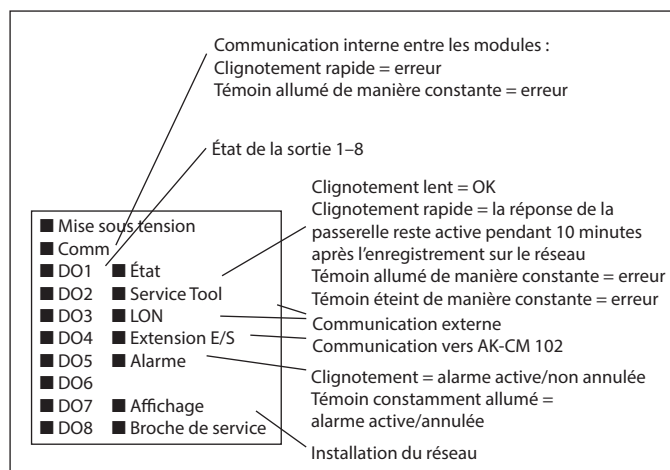 Communication interne entre les modules :
Clignotement rapide = erreur
Témoin allumé de manière constante = erreur
État de la sortie 1–8
Clignotement lent = OK
Clignotement rapide = la réponse de la
passerelle reste active pendant 10 minutes
après l'enregistrement sur le réseau
Témoin allumé de manière constante = erreur
Témoin éteint de manière constante = erreur
Communication externe
Communication vers AK-CM 102
Clignotement = alarme active/non annulée
Témoin constamment allumé =
alarme active/annulée
Installation du réseau
■ Mise sous tension
■ Comm
■ DO1 ■ État
■ DO2 ■ Service Tool
■ DO3 ■ LON
■ DO4 ■ Extension E/S
■ DO5 ■ Alarme
■ DO6
■ DO7 ■ Affichage
■ DO8 ■ Broche de service